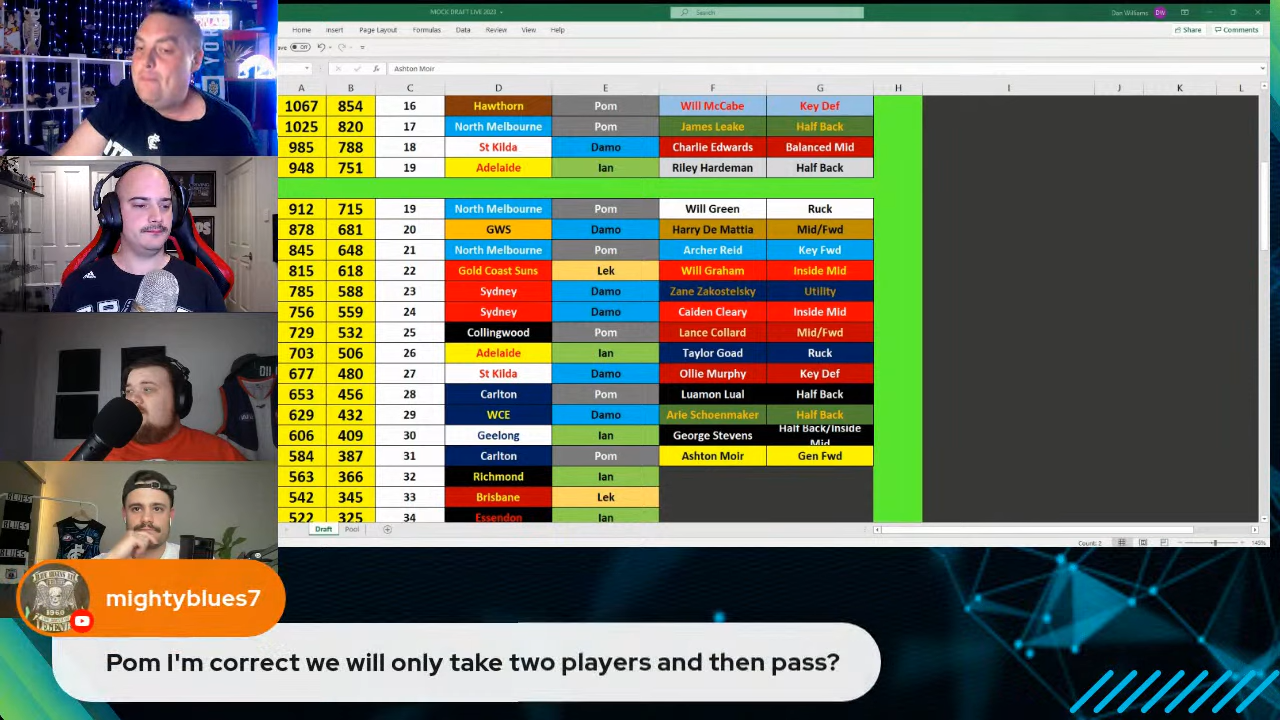 MOCK DRAFT LIVE 2023
Search
Den Williams DW
Home Insert Page Layout Formulas Data Review View Help
Share Comments
Off
fx Ashton Moir
A B C D E F G H I J K L
1067 854 16 Hawthorn Pom Will McCabe Key Def
1025 820 17 North Melbourne Pom James Leake Half Back
985 788 18 St Kilda Damo Charlie Edwards Balanced Mid
948 751 19 Adelaide Ian Riley Hardeman Half Back
912 715 19 North Melbourne Pom Will Green Ruck
878 681 20 GWS Damo Harry De Mattia Mid/Fwd
845 648 21 North Melbourne Pom Archer Reid Key Fwd
815 618 22 Gold Coast Suns Lek Will Graham Inside Mid
785 588 23 Sydney Damo Zane Zakostelsky Utility
756 559 24 Sydney Damo Caiden Cleary Inside Mid
729 532 25 Collingwood Pom Lance Collard Mid/Fwd
703 506 26 Adelaide Ian Taylor Goad Ruck
677 480 27 St Kilda Damo Ollie Murphy Key Def
653 456 28 Carlton Pom Luamon Lual Half Back
629 432 29 WCE Damo Arie Schoenmaker Half Back
606 409 30 Geelong Ian George Stevens Half Back/Inside Mid
584 387 31 Carlton Pom Ashton Moir Gen Fwd
563 366 32 Richmond Ian
542 345 33 Brisbane Lek
522 325 34 Essendon Ian
Draft Pool
Count: 2
145%
mightyblues7
Pom I'm correct we will only take two players and then pass?